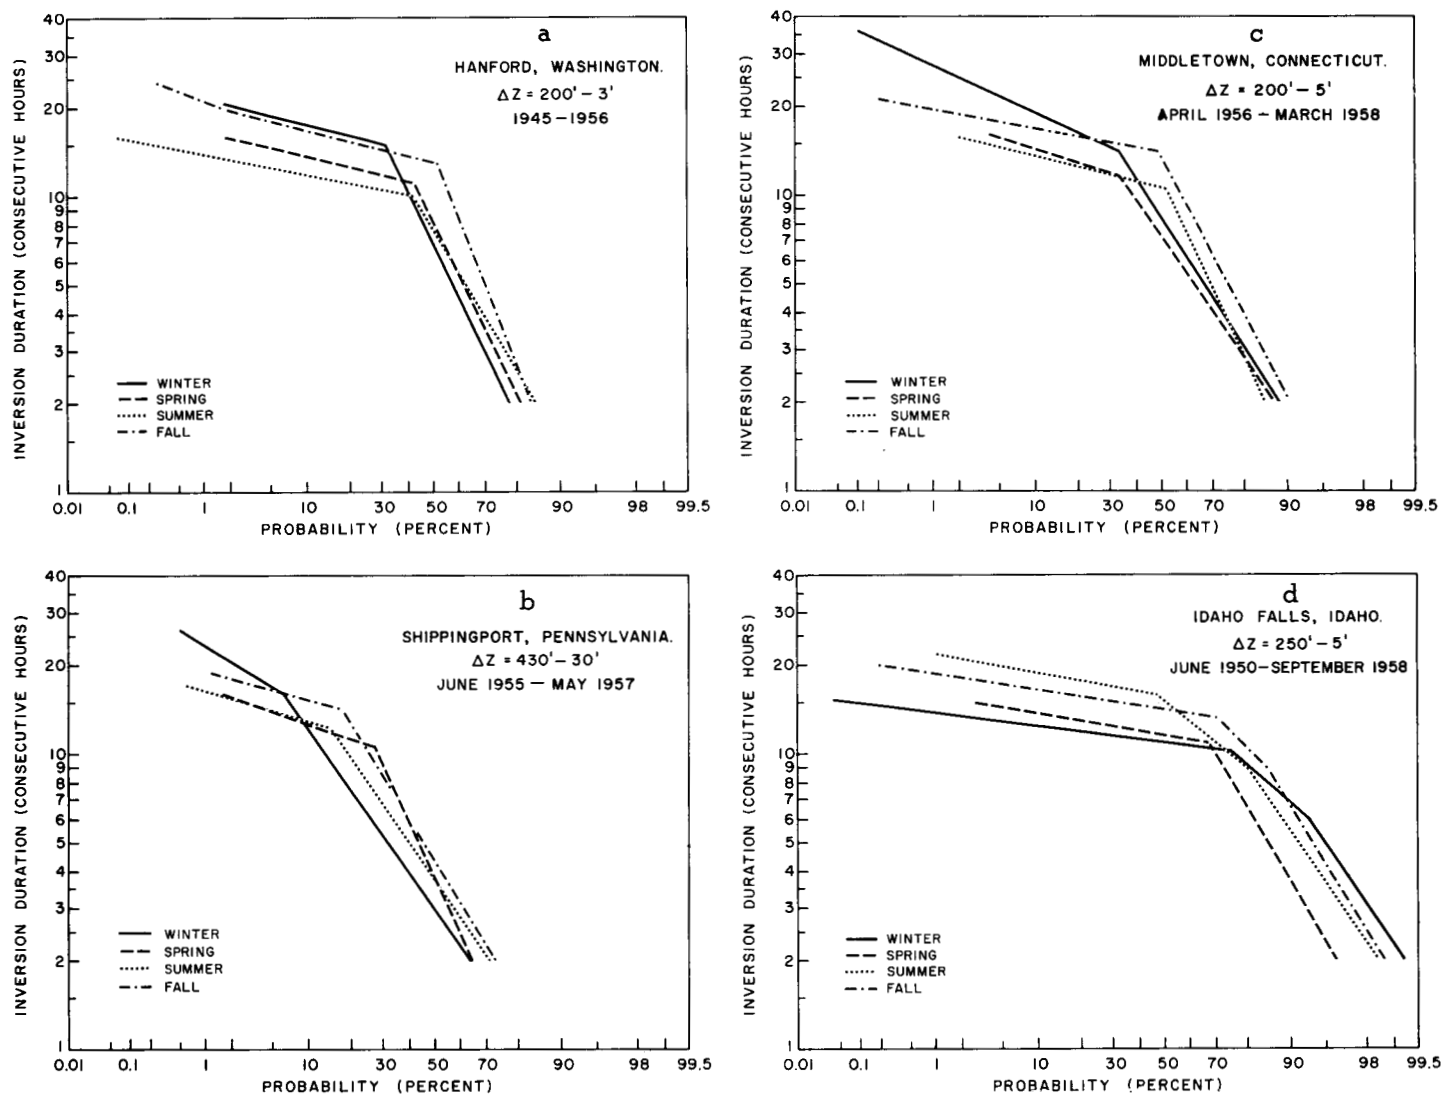 a
HANFORD, WASHINGTON.
ΔZ = 200' – 3'
1945 – 1956
INVERSION DURATION (CONSECUTIVE HOURS)
40
30
20
10
9
8
7
6
5
4
3
2
1
WINTER
SPRING
SUMMER
FALL
0.01 0.1 1 10 30 50 70 90 98 99.5
PROBABILITY (PERCENT)
c
MIDDLETOWN, CONNECTICUT.
ΔZ = 200' – 5'
APRIL 1956 – MARCH 1958
INVERSION DURATION (CONSECUTIVE HOURS)
40
30
20
10
9
8
7
6
5
4
3
2
1
WINTER
SPRING
SUMMER
FALL
0.01 0.1 1 10 30 50 70 90 98 99.5
PROBABILITY (PERCENT)
b
SHIPPINGPORT, PENNSYLVANIA.
ΔZ = 430' – 30'
JUNE 1955 — MAY 1957
INVERSION DURATION (CONSECUTIVE HOURS)
40
30
20
10
9
8
7
6
5
4
3
2
1
WINTER
SPRING
SUMMER
FALL
0.01 0.1 1 10 30 50 70 90 98 99.5
PROBABILITY (PERCENT)
d
IDAHO FALLS, IDAHO.
ΔZ = 250' – 5'
JUNE 1950 – SEPTEMBER 1958
INVERSION DURATION (CONSECUTIVE HOURS)
40
30
20
10
9
8
7
6
5
4
3
2
1
WINTER
SPRING
SUMMER
FALL
0.01 0.1 1 10 30 50 70 90 98 99.5
PROBABILITY (PERCENT)